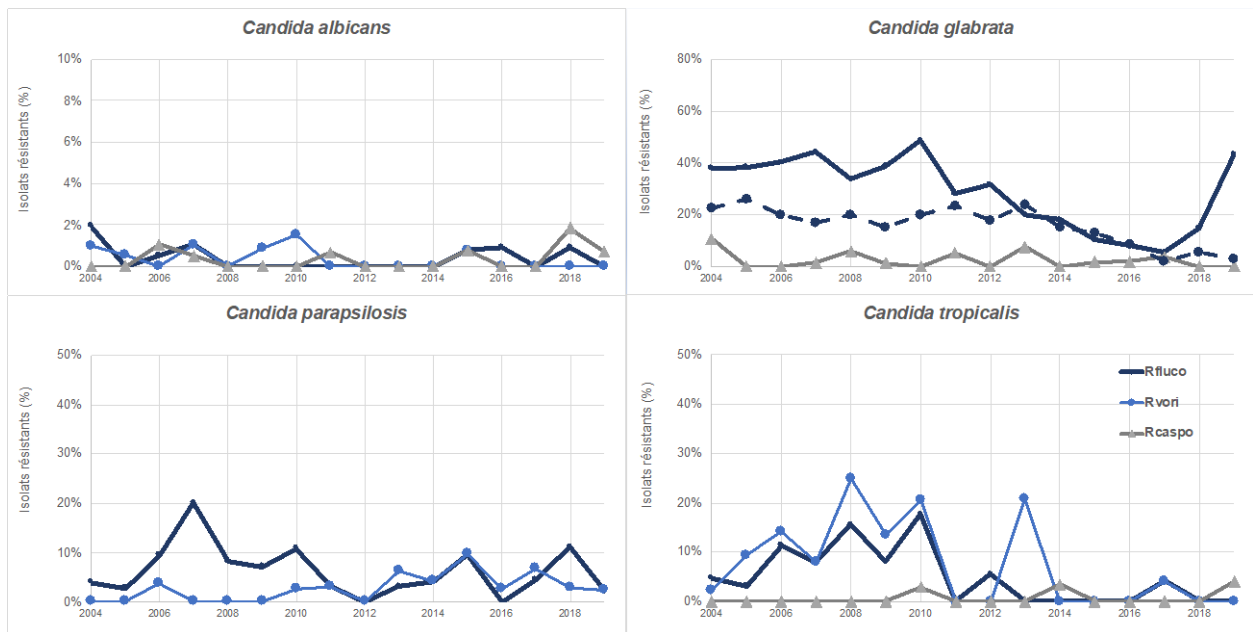 Candida albicans
Isolats résistants (%)
10%
8%
6%
4%
2%
0%
2004 2006 2008 2010 2012 2014 2016 2018
Candida glabrata
Isolats résistants (%)
80%
60%
40%
20%
0%
2004 2006 2008 2010 2012 2014 2016 2018
Candida parapsilosis
Isolats résistants (%)
50%
40%
30%
20%
10%
0%
2004 2006 2008 2010 2012 2014 2016 2018
Candida tropicalis
Isolats résistants (%)
50%
40%
30%
20%
10%
0%
2004 2006 2008 2010 2012 2014 2016 2018
Rfluco
Rvori
Rcaspo